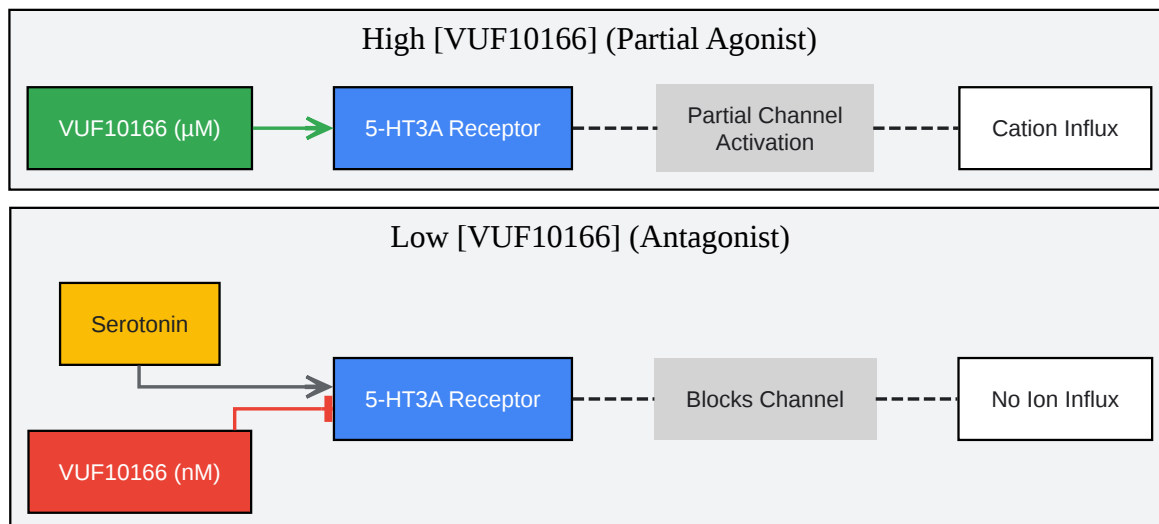 High [VUF10166] (Partial Agonist)
VUF10166 (µM)
5-HT3A Receptor
Partial Channel
Activation
Cation Influx
Low [VUF10166] (Antagonist)
Serotonin
5-HT3A Receptor
Blocks Channel
No Ion Influx
VUF10166 (nM)